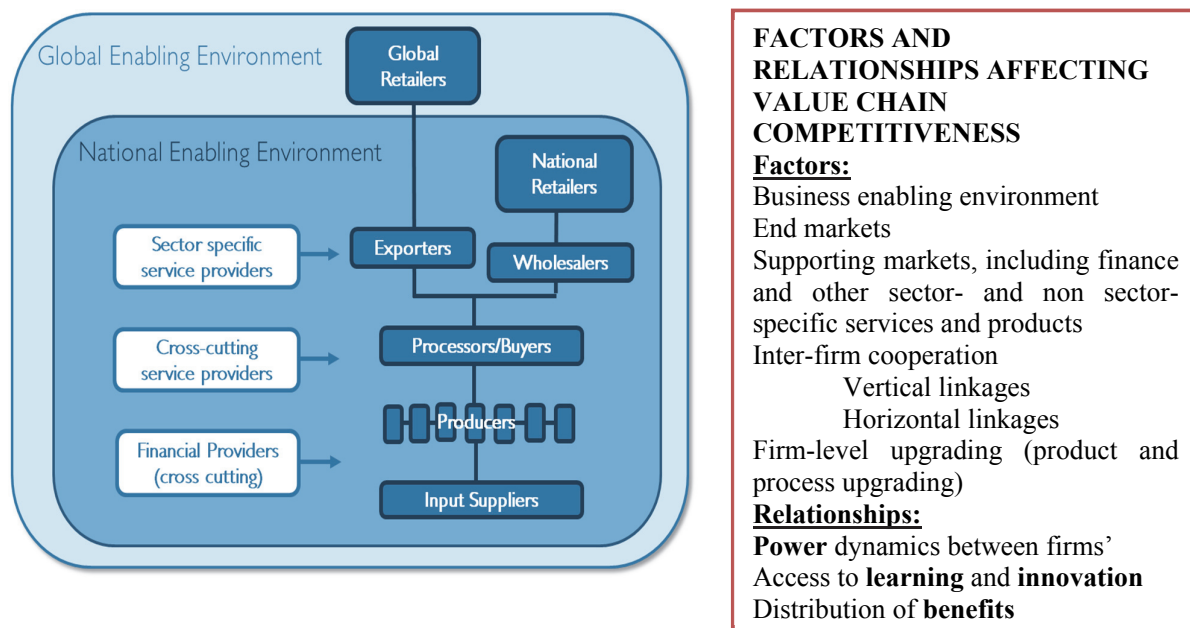 Global Enabling Environment
Global
Retailers
National Enabling Environment
National
Retailers
Sector specific
service providers
Exporters
Wholesalers
Cross-cutting
service providers
Processors/Buyers
Producers
Financial Providers
(cross cutting)
Input Suppliers
FACTORS AND
RELATIONSHIPS AFFECTING
VALUE CHAIN
COMPETITIVENESS
Factors:
Business enabling environment
End markets
Supporting markets, including finance
and other sector- and non sector-
specific services and products
Inter-firm cooperation
Vertical linkages
Horizontal linkages
Firm-level upgrading (product and
process upgrading)
Relationships:
Power dynamics between firms’
Access to learning and innovation
Distribution of benefits